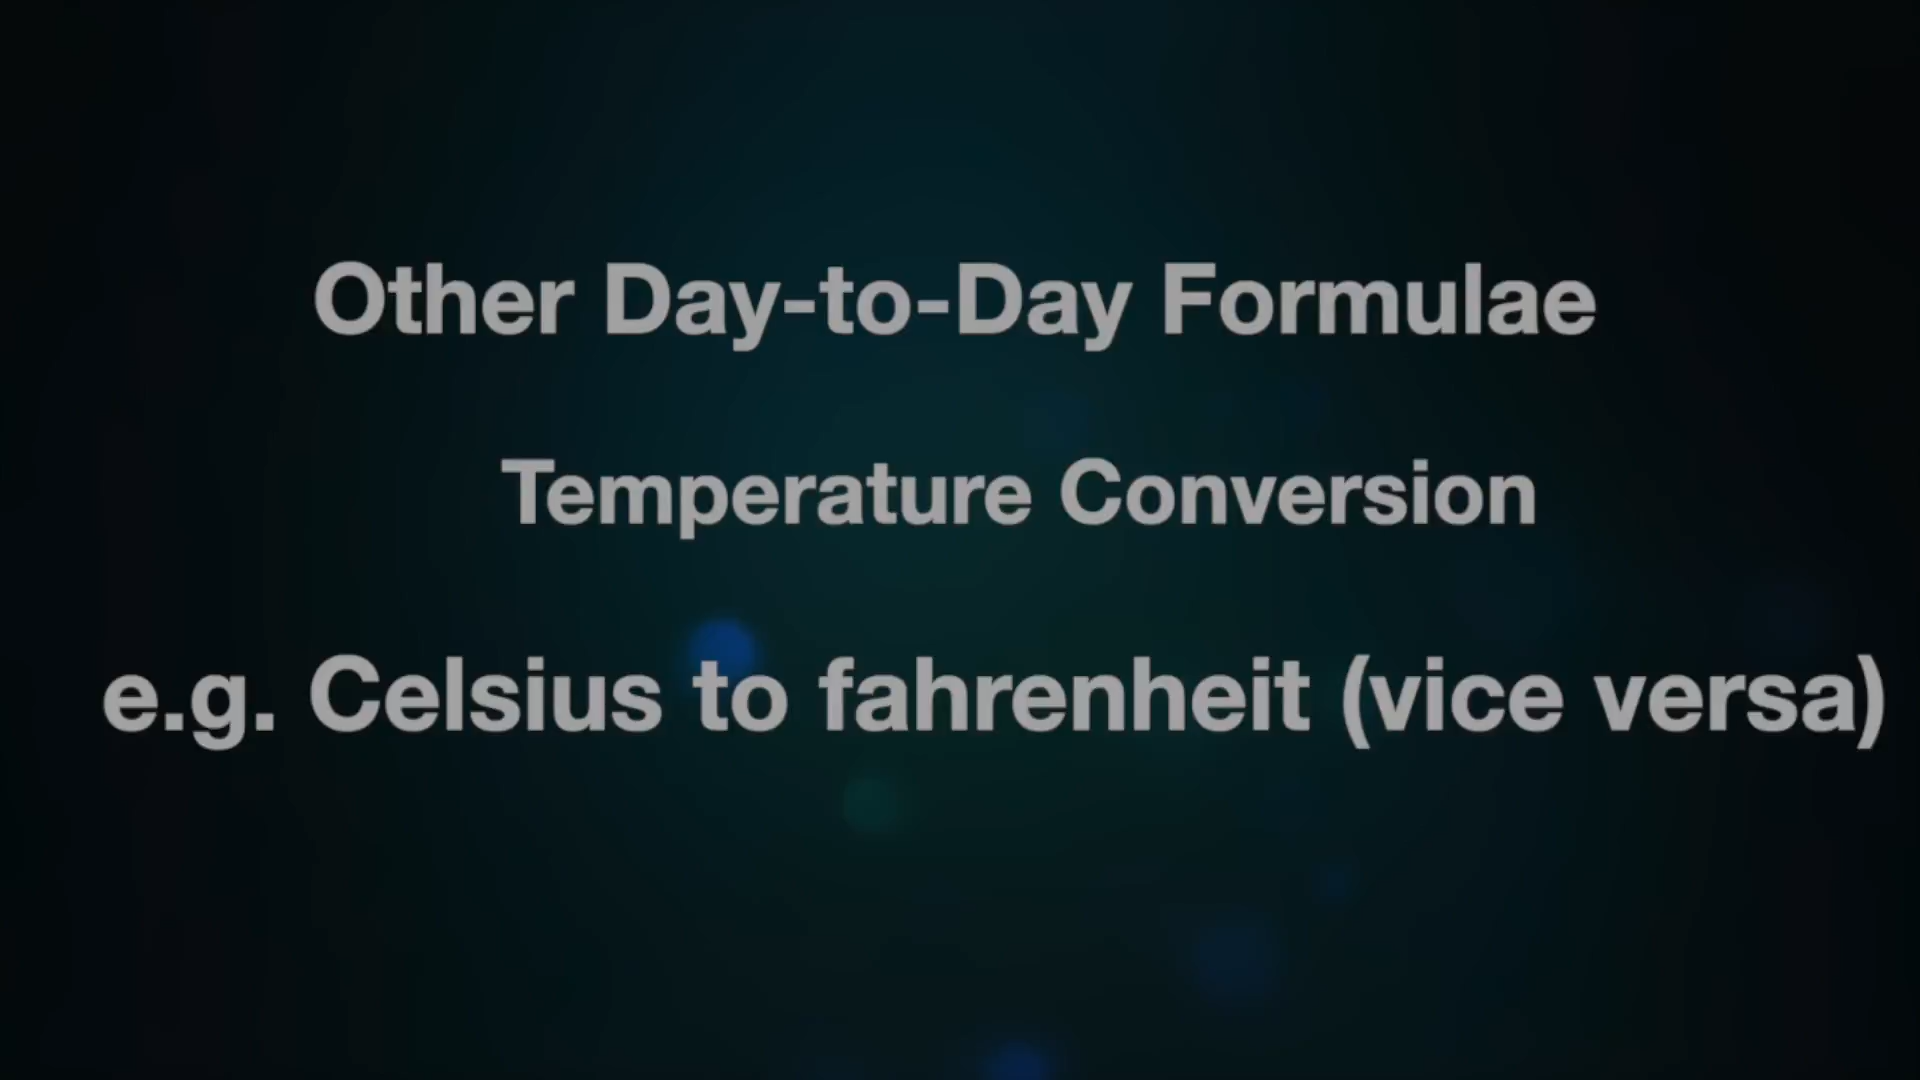 Other Day-to-Day Formulae
Temperature Conversion
e.g. Celsius to fahrenheit (vice versa)